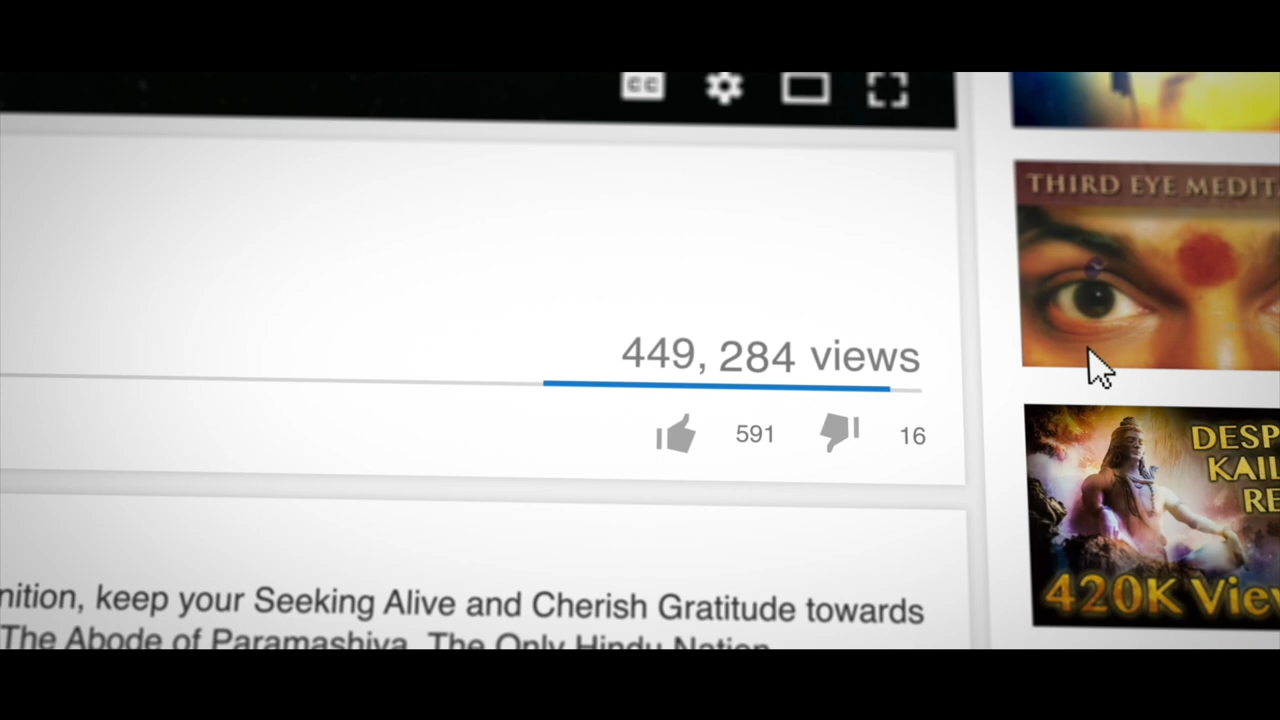 CC
THIRD EYE MEDIT
449, 284 views
591
16
DESP
KAIL
RE
420K View
nition, keep your Seeking Alive and Cherish Gratitude towards
The Abode of Paramashiva, The Only Hindu Nation